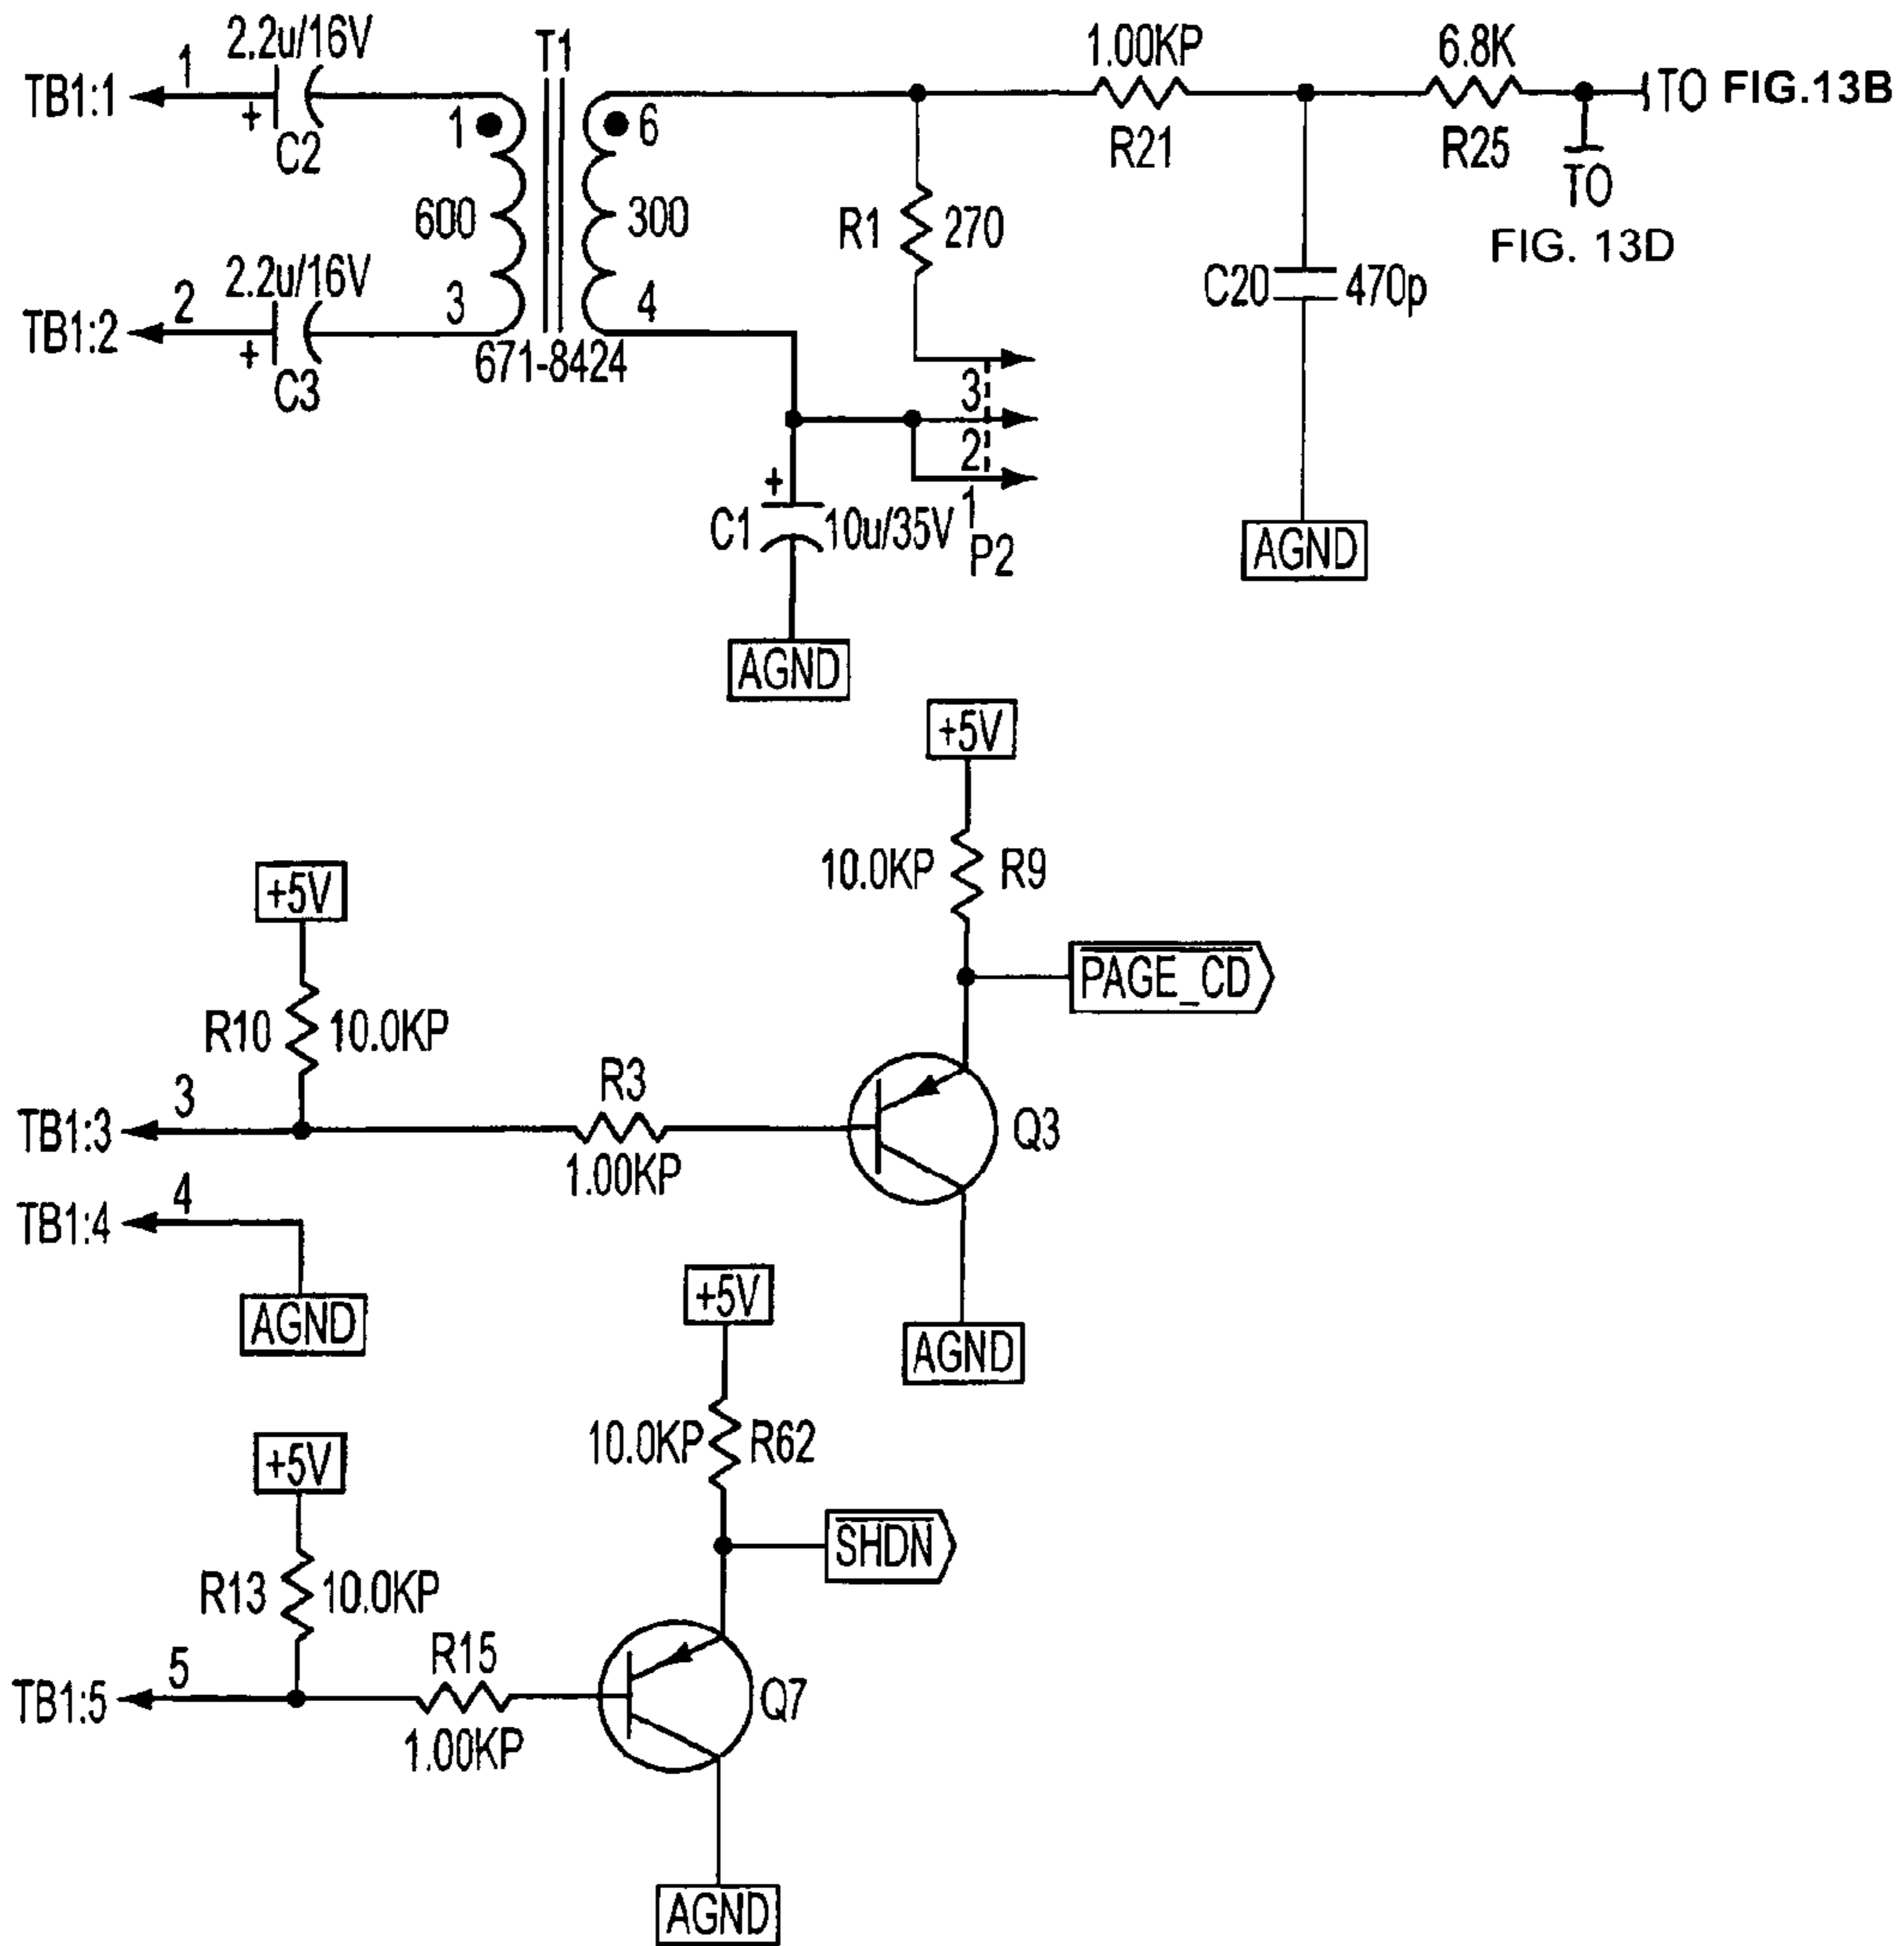 2.2u/16V
T1
1.00KP
6.8K
TB1:1
1
+
C2
1
6
R21
R25
TO FIG.13B
TO
FIG. 13D
600
300
R1
270
2.2u/16V
TB1:2
2
+
C3
3
4
671-8424
C20
470p
3
2
1
P2
+
C1
10u/35V
AGND
AGND
+5V
10.0KP
R9
PAGE_CD
+5V
R10
10.0KP
TB1:3
3
R3
1.00KP
Q3
TB1:4
4
AGND
AGND
+5V
10.0KP
R62
SHDN
+5V
R13
10.0KP
TB1:5
5
R15
1.00KP
Q7
AGND